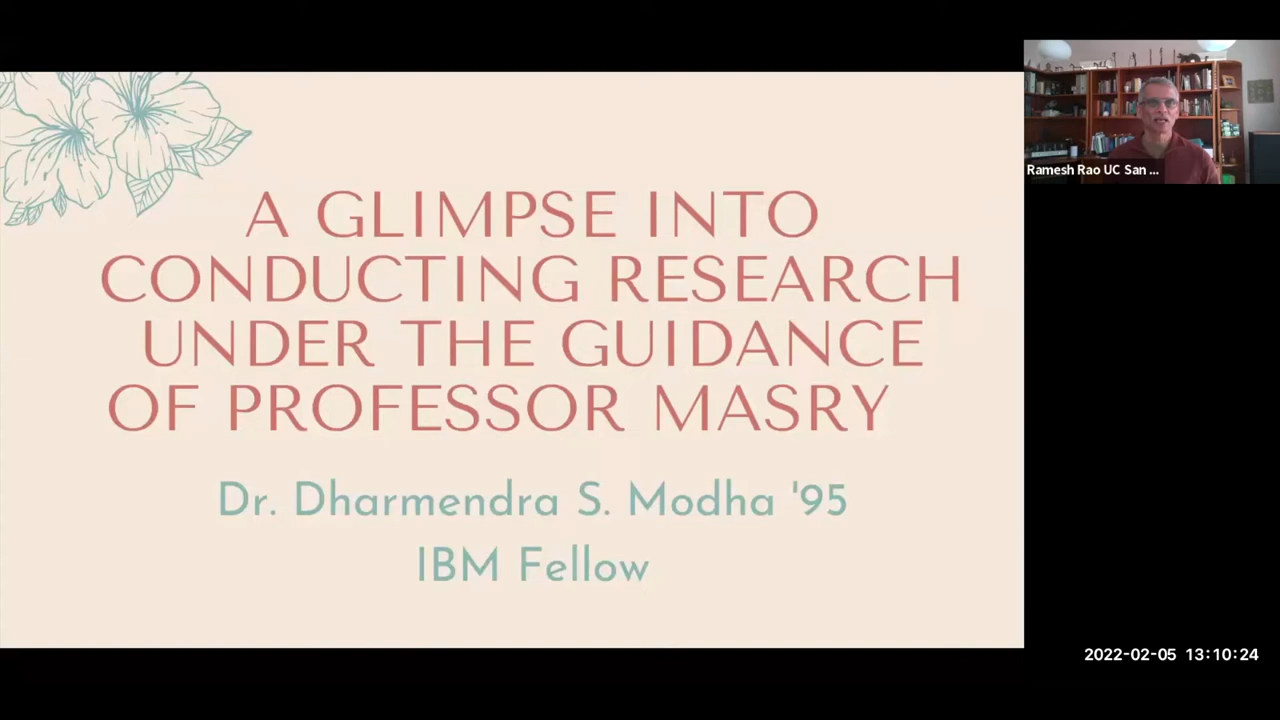 A GLIMPSE INTO
CONDUCTING RESEARCH
UNDER THE GUIDANCE
OF PROFESSOR MASRY
Dr. Dharmendra S. Modha '95
IBM Fellow
Ramesh Rao UC San ...
2022-02-05 13:10:24